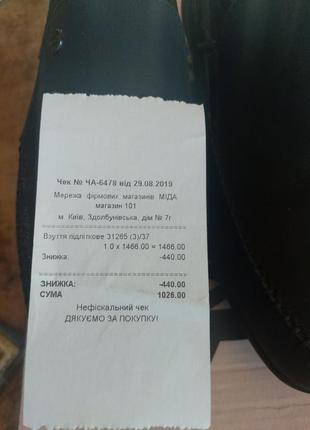 Чек № ЧА-6478 від 29.08.2019
Мережа фірмових магазинів МІДА
магазин 101
м. Київ, Здолбунівська, дім № 7г
Взуття підліткове 31265 (3)/37
1.0 x 1466.00 = 1466.00
Знижка: -440.00
ЗНИЖКА: -440.00
СУМА 1026.00
Нефіскальний чек
ДЯКУЄМО ЗА ПОКУПКУ!